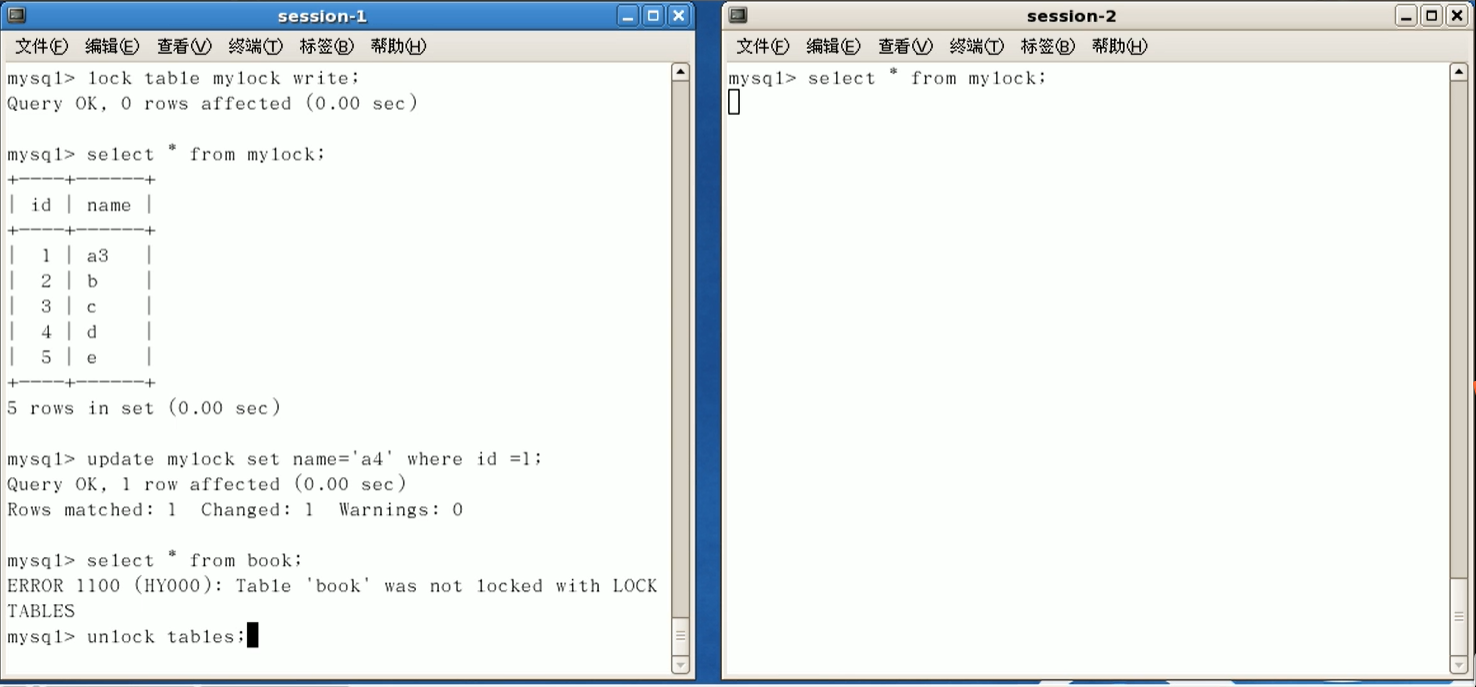 session-1
文件(F) 编辑(E) 查看(V) 终端(T) 标签(B) 帮助(H)
mysql> lock table mylock write;
Query OK, 0 rows affected (0.00 sec)
mysql> select * from mylock;
+----+------+
| id | name |
+----+------+
| 1 | a3 |
| 2 | b |
| 3 | c |
| 4 | d |
| 5 | e |
+----+------+
5 rows in set (0.00 sec)
mysql> update mylock set name='a4' where id =1;
Query OK, 1 row affected (0.00 sec)
Rows matched: 1 Changed: 1 Warnings: 0
mysql> select * from book;
ERROR 1100 (HY000): Table 'book' was not locked with LOCK
TABLES
mysql> unlock tables;
session-2
文件(F) 编辑(E) 查看(V) 终端(T) 标签(B) 帮助(H)
mysql> select * from mylock;